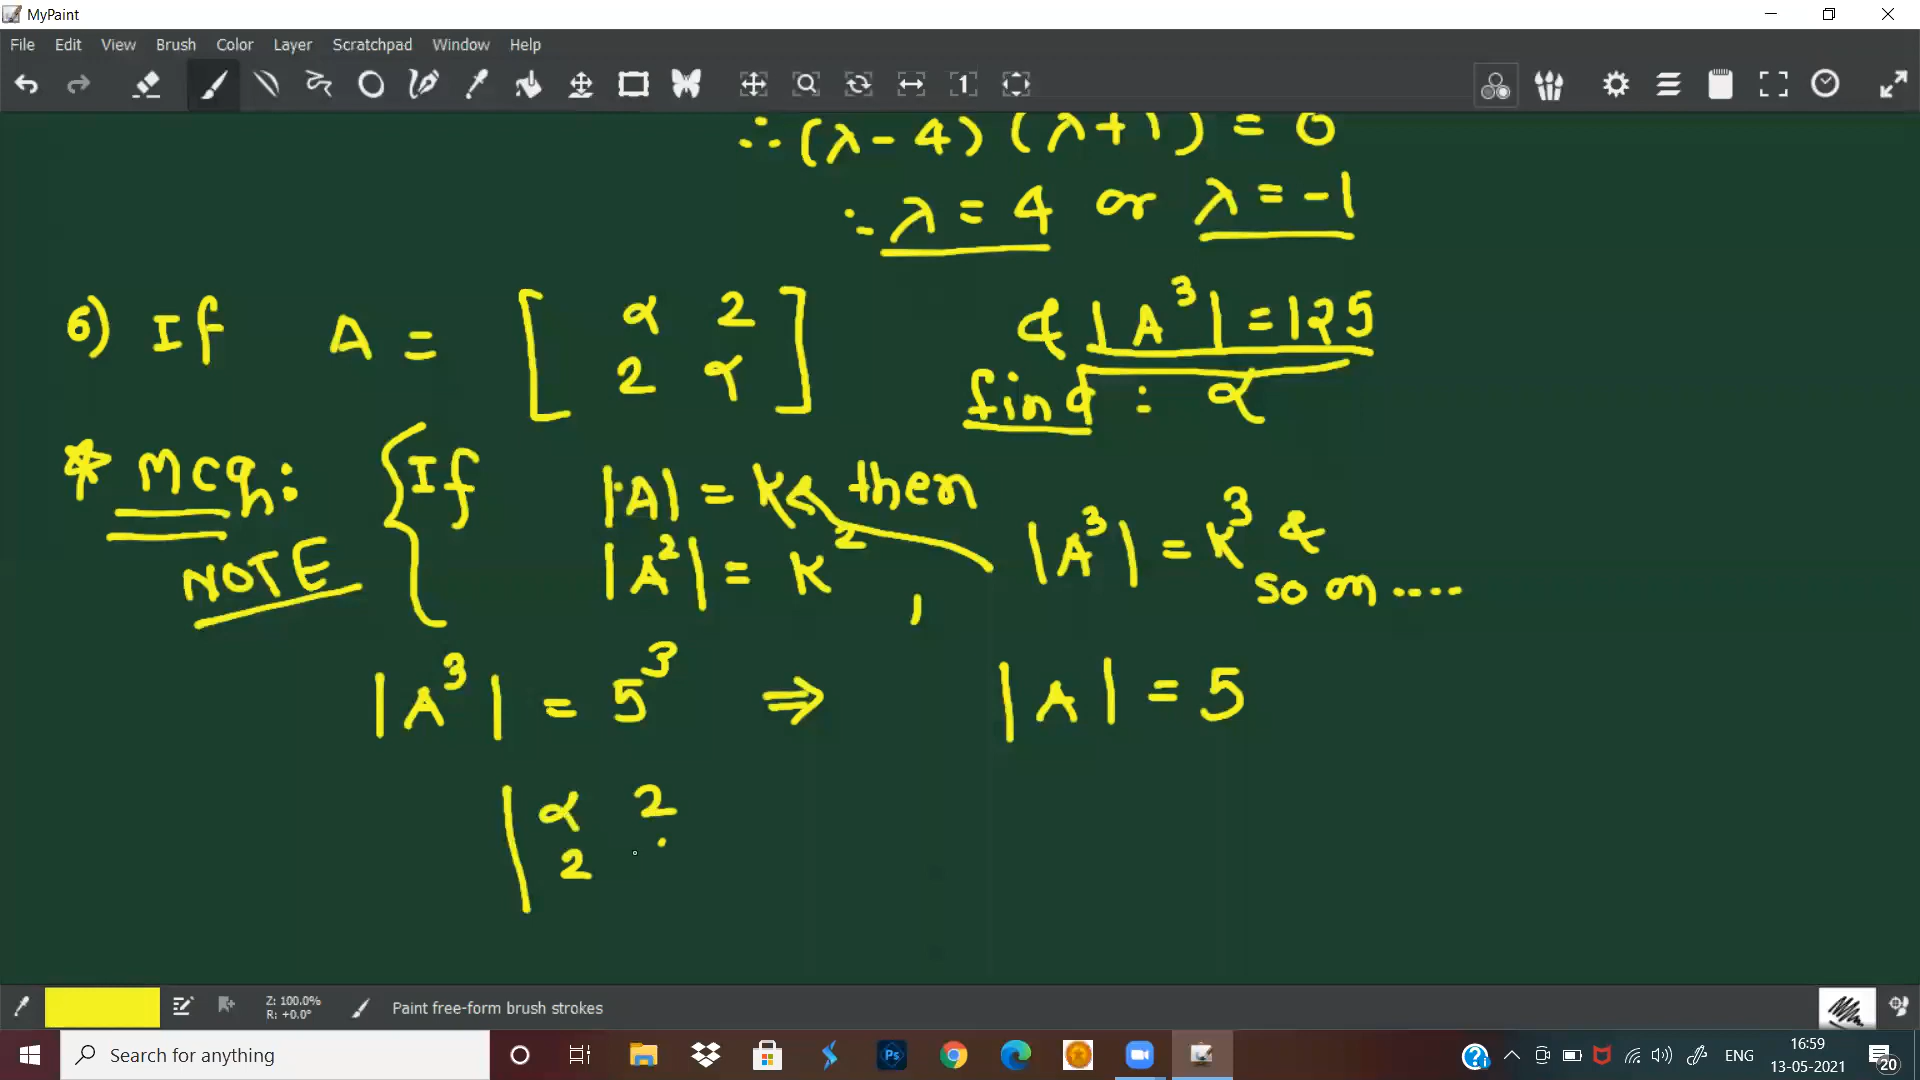 MyPaint
File Edit View Brush Color Layer Scratchpad Window Help
∴ (λ - 4) (λ + 1) = 0
∴ λ = 4 or λ = -1
6) If A = [ α 2
2 α ]
& |A³| = 125
find : α
* Mcq:
NOTE
{ If |A| = K then
|A²| = K² , |A³| = K³ &
so on ....
|A³| = 5³ ⇒ |A| = 5
| α 2
2
Z: 100.0%
R: +0.0°
Paint free-form brush strokes
Search for anything
Ps
ENG
16:59
13-05-2021
20